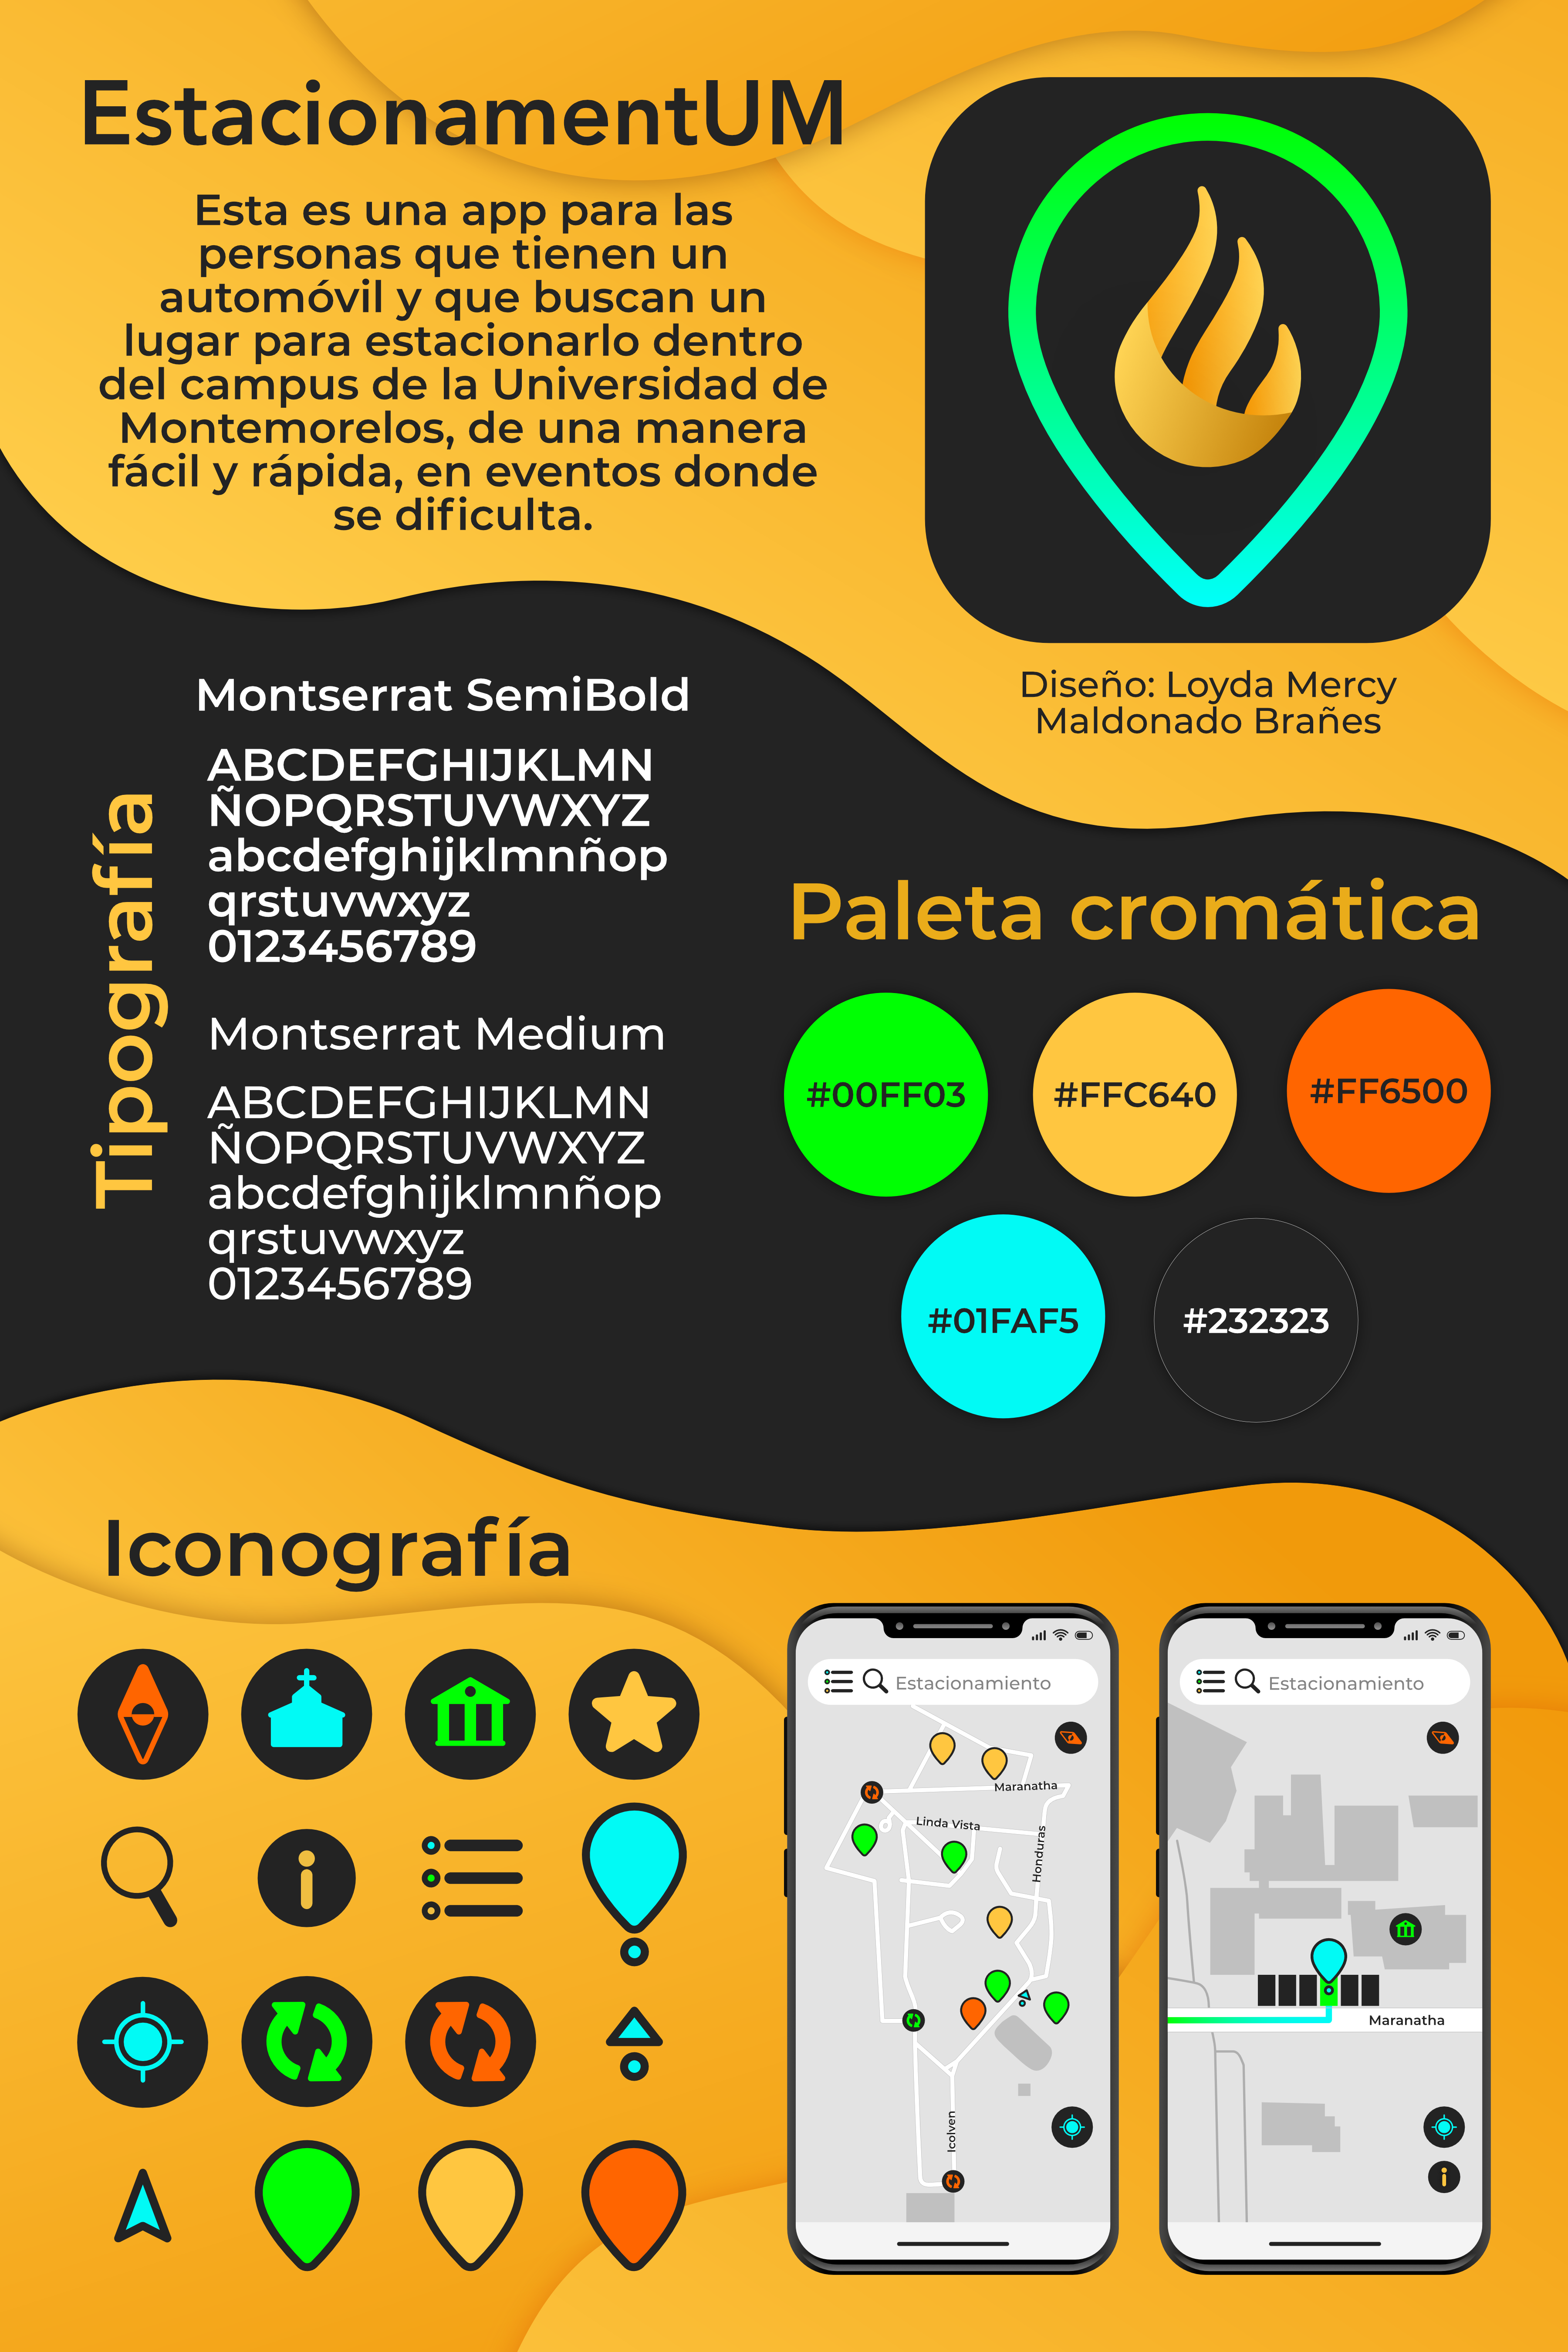 EstacionamentUM
Esta es una app para las
personas que tienen un
automóvil y que buscan un
lugar para estacionarlo dentro
del campus de la Universidad de
Montemorelos, de una manera
fácil y rápida, en eventos donde
se dificulta.
Diseño: Loyda Mercy
Maldonado Brañes
Tipografía
Montserrat SemiBold
ABCDEFGHIJKLMN
ÑOPQRSTUVWXYZ
abcdefghijklmnñop
qrstuvwxyz
0123456789
Montserrat Medium
ABCDEFGHIJKLMN
ÑOPQRSTUVWXYZ
abcdefghijklmnñop
qrstuvwxyz
0123456789
Paleta cromática
#00FF03
#FFC640
#FF6500
#01FAF5
#232323
Iconografía
Estacionamiento
Maranatha
Linda Vista
Honduras
Icolven
Estacionamiento
Maranatha